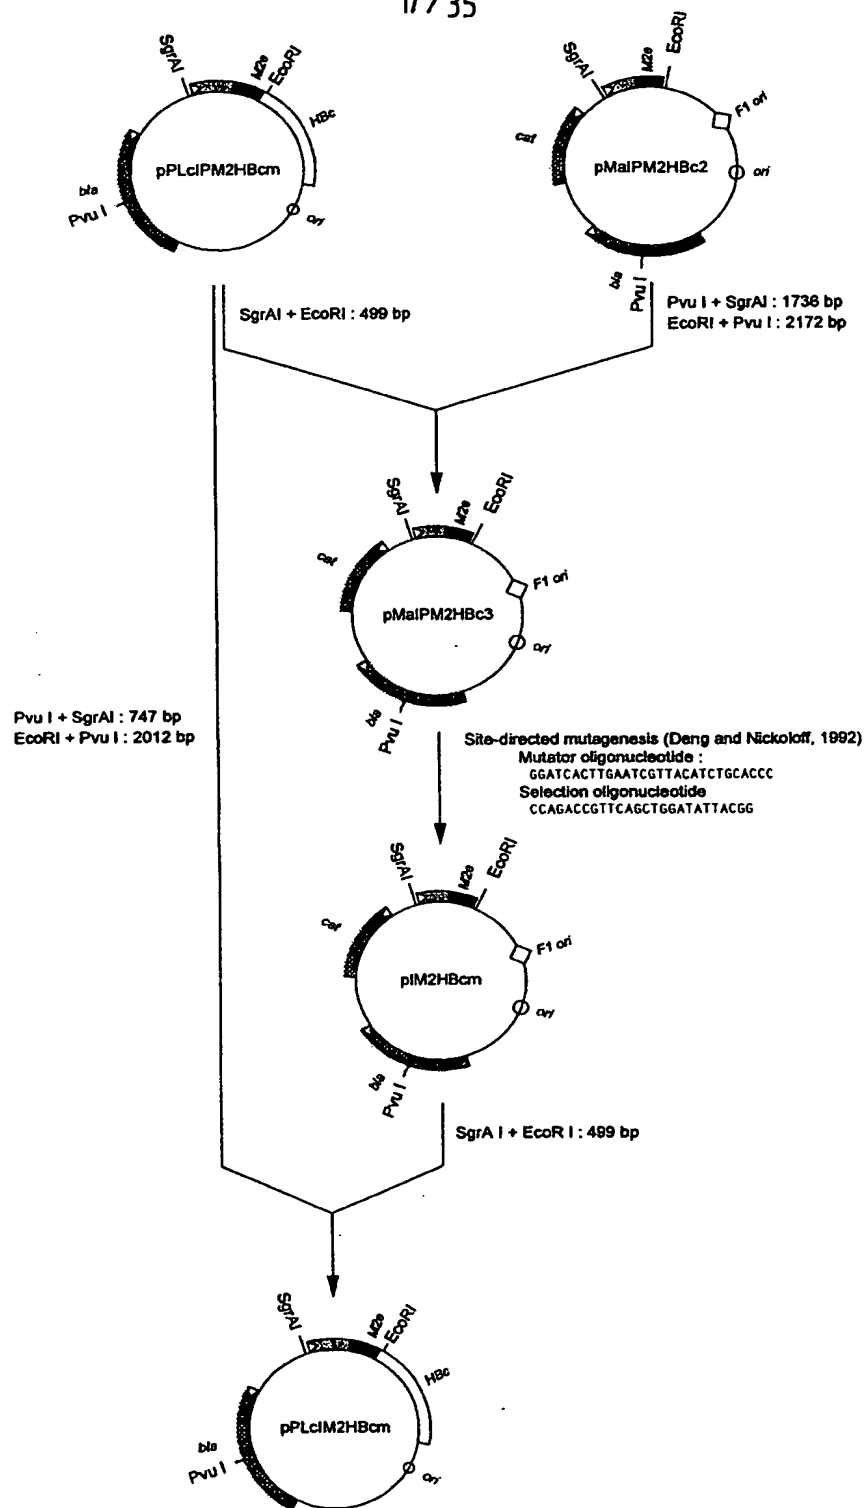 17/35
SgrAI
M2e
EcoRI
HBc
pPLcIPM2HBcm
bla
Pvu I
ori
SgrAI
M2e
EcoRI
F1 ori
cat
pMalPM2HBc2
ori
bla
Pvu I
SgrAI + EcoRI : 499 bp
Pvu I + SgrAI : 1736 bp
EcoRI + Pvu I : 2172 bp
SgrAI
M2e
EcoRI
cat
F1 ori
pMalPM2HBc3
ori
bla
Pvu I
Pvu I + SgrAI : 747 bp
EcoRI + Pvu I : 2012 bp
Site-directed mutagenesis (Deng and Nickoloff, 1992)
Mutator oligonucleotide :
GGATCACTTGAATCGTTACATCTGCACCC
Selection oligonucleotide
CCAGACCGTTCAGCTGGATATTACGG
SgrAI
M2e
EcoRI
cat
F1 ori
pIM2HBcm
ori
bla
Pvu I
SgrA I + EcoR I : 499 bp
SgrAI
M2e
EcoRI
HBc
pPLcIM2HBcm
bla
Pvu I
ori